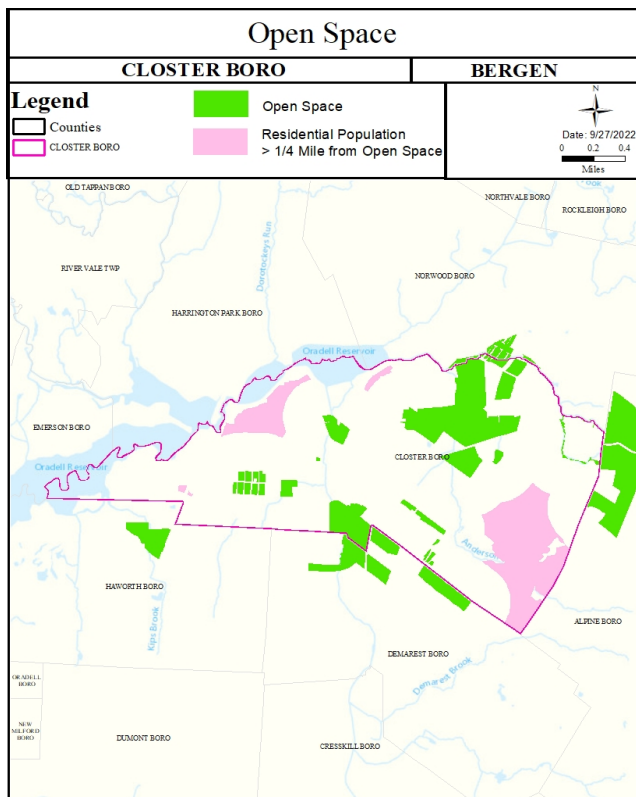 Open Space
CLOSTER BORO
BERGEN
Legend
Counties
CLOSTER BORO
Open Space
Residential Population
> 1/4 Mile from Open Space
N
Date: 9/27/2022
0 0.2 0.4
Miles
OLD TAPPAN BORO
NORTHVALE BORO
ROCKLEIGH BORO
RIVER VALE TWP
Dorotockeys Run
NORWOOD BORO
HARRINGTON PARK BORO
Oradell Reservoir
EMERSON BORO
CLOSTER BORO
Oradell Reservoir
Anderson
HAWORTH BORO
Kips Brook
ALPINE BORO
DEMAREST BORO
Demarest Brook
ORADELL
BORO
NEW
MILFORD
BORO
DUMONT BORO
CRESSKILL BORO